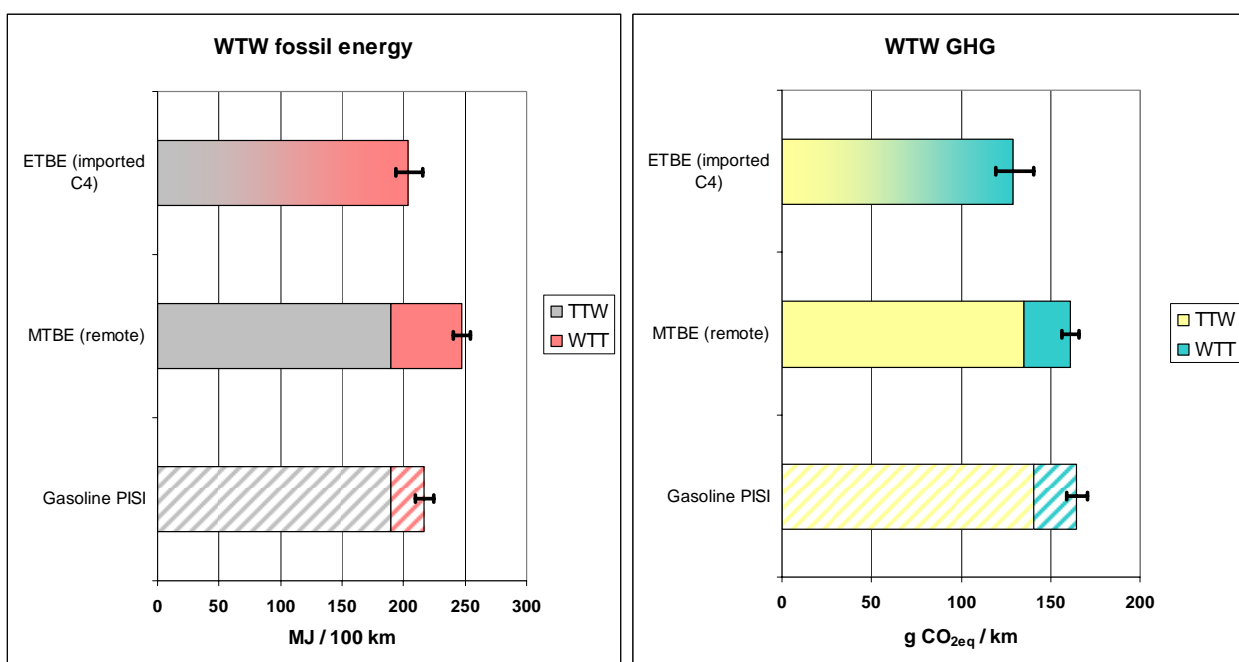 WTW fossil energy
ETBE (imported
C4)
MTBE (remote)
Gasoline PISI
0 50 100 150 200 250 300
MJ / 100 km
TTW
WTT
WTW GHG
ETBE (imported
C4)
MTBE (remote)
Gasoline PISI
0 50 100 150 200
g CO2eq / km
TTW
WTT